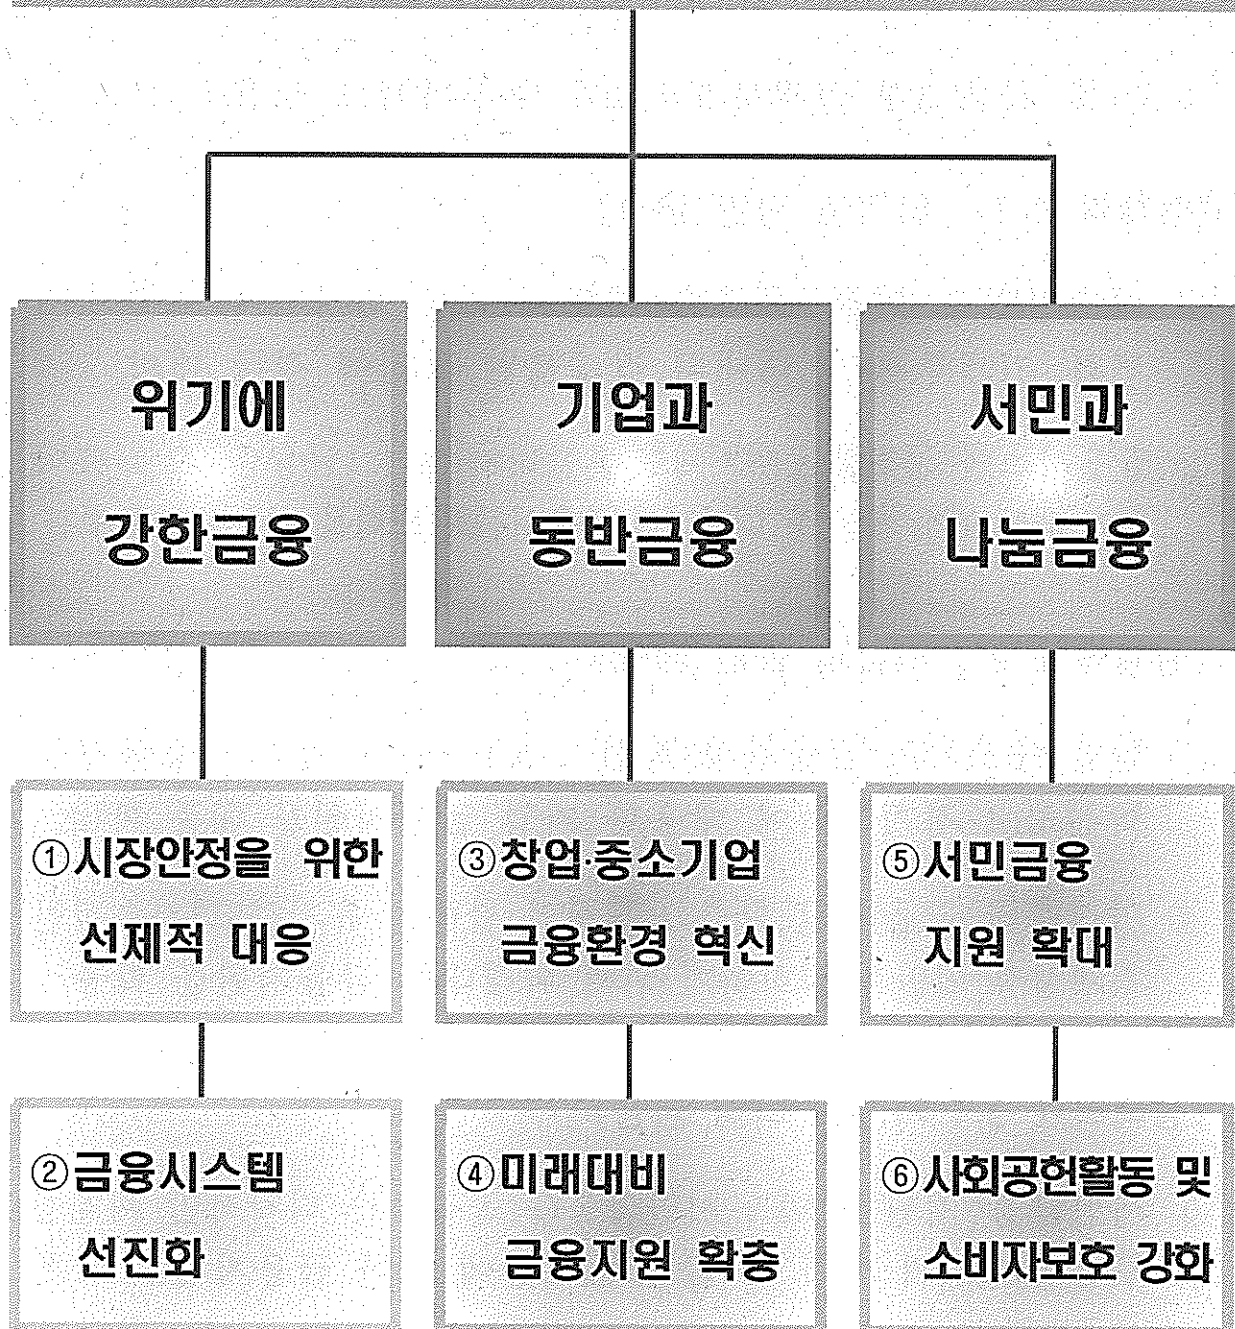 위기에
강한금융
기업과
동반금융
서민과
나눔금융
①시장안정을 위한
선제적 대응
③창업·중소기업
금융환경 혁신
⑤서민금융
지원 확대
②금융시스템
선진화
④미래대비
금융지원 확충
⑥사회공헌활동 및
소비자보호 강화